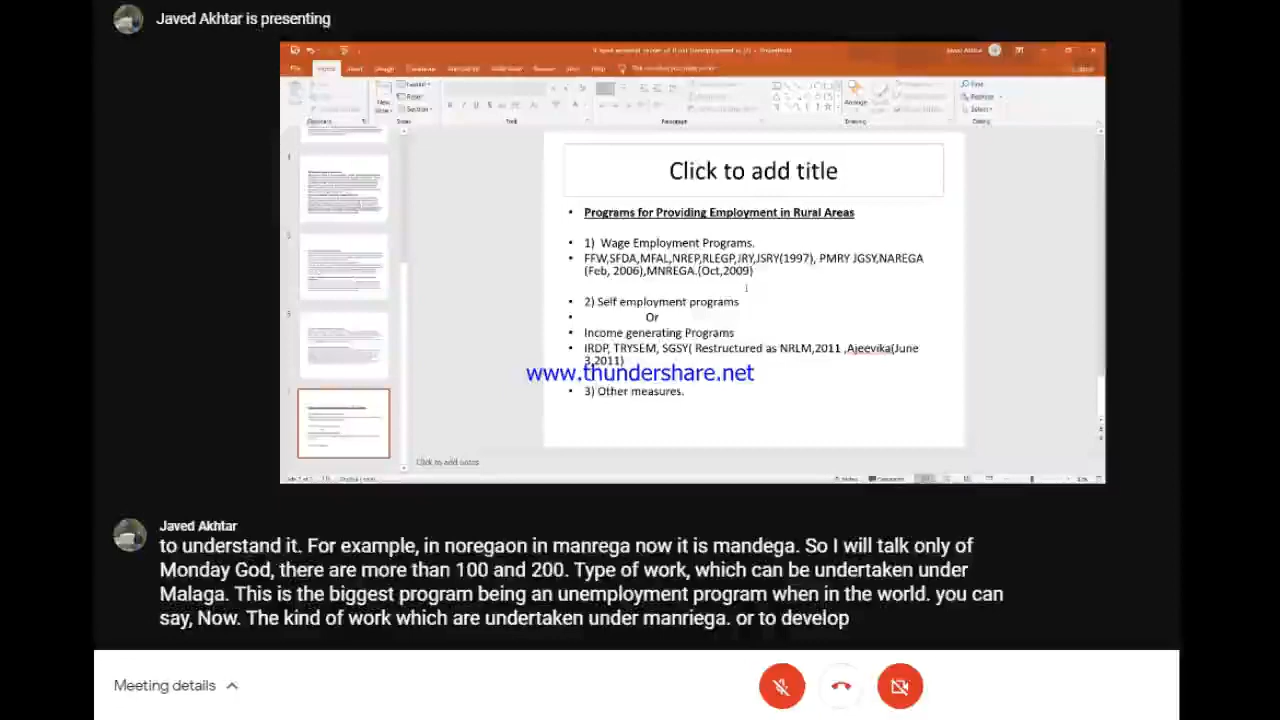 Javed Akhtar is presenting
File
Home
Click to add title
• Programs for Providing Employment in Rural Areas
• 1) Wage Employment Programs.
• FFW,SFDA,MFAL,NREP,RLEGP,JRY,JSRY(1997), PMRY JGSY,NAREGA
(Feb, 2006),MNREGA.(Oct,2009)
• 2) Self employment programs
• Or
• Income generating Programs
• IRDP, TRYSEM, SGSY( Restructured as NRLM,2011 ,Ajeevika(June
3,2011)
www.thundershare.net
• 3) Other measures.
Click to add notes
Javed Akhtar
to understand it. For example, in noregaon in manrega now it is mandega. So I will talk only of
Monday God, there are more than 100 and 200. Type of work, which can be undertaken under
Malaga. This is the biggest program being an unemployment program when in the world. you can
say, Now. The kind of work which are undertaken under manriega. or to develop
Meeting details